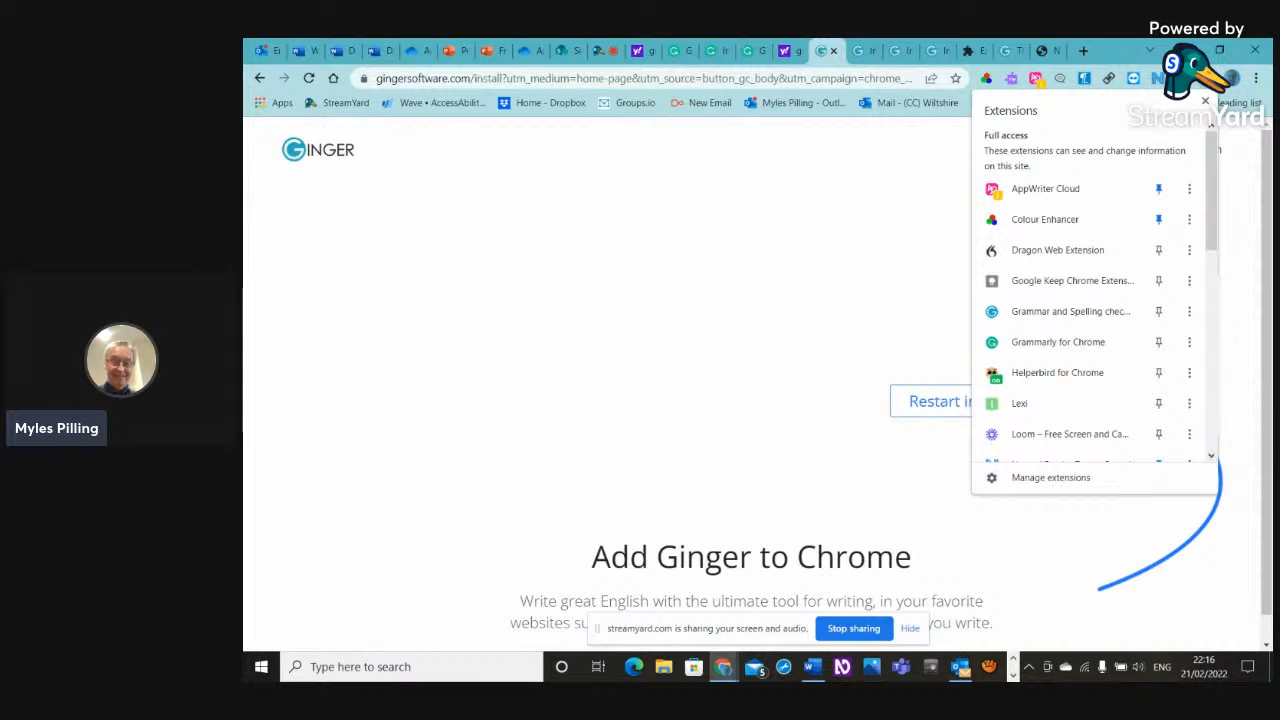 Powered by
StreamYard
gingersoftware.com/install?utm_medium=home-page&utm_source=button_gc_body&utm_campaign=chrome_...
Apps
StreamYard
Wave • AccessAbilit...
Home - Dropbox
Groups.io
New Email
Myles Pilling - Outl...
Mail - (CC) Wiltshire
Reading list
GINGER
Extensions
Full access
These extensions can see and change information
on this site.
AppWriter Cloud
Colour Enhancer
Dragon Web Extension
Google Keep Chrome Extens...
Grammar and Spelling chec...
Grammarly for Chrome
Helperbird for Chrome
Lexi
Loom – Free Screen and Ca...
Manage extensions
Restart in
Myles Pilling
Add Ginger to Chrome
Write great English with the ultimate tool for writing, in your favorite
websites su
you write.
streamyard.com is sharing your screen and audio.
Stop sharing
Hide
Type here to search
ENG
22:16
21/02/2022